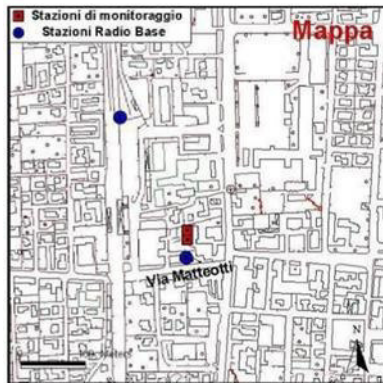 Stazioni di monitoraggio
Mappa
Stazioni Radio Base
Via Matteotti
N